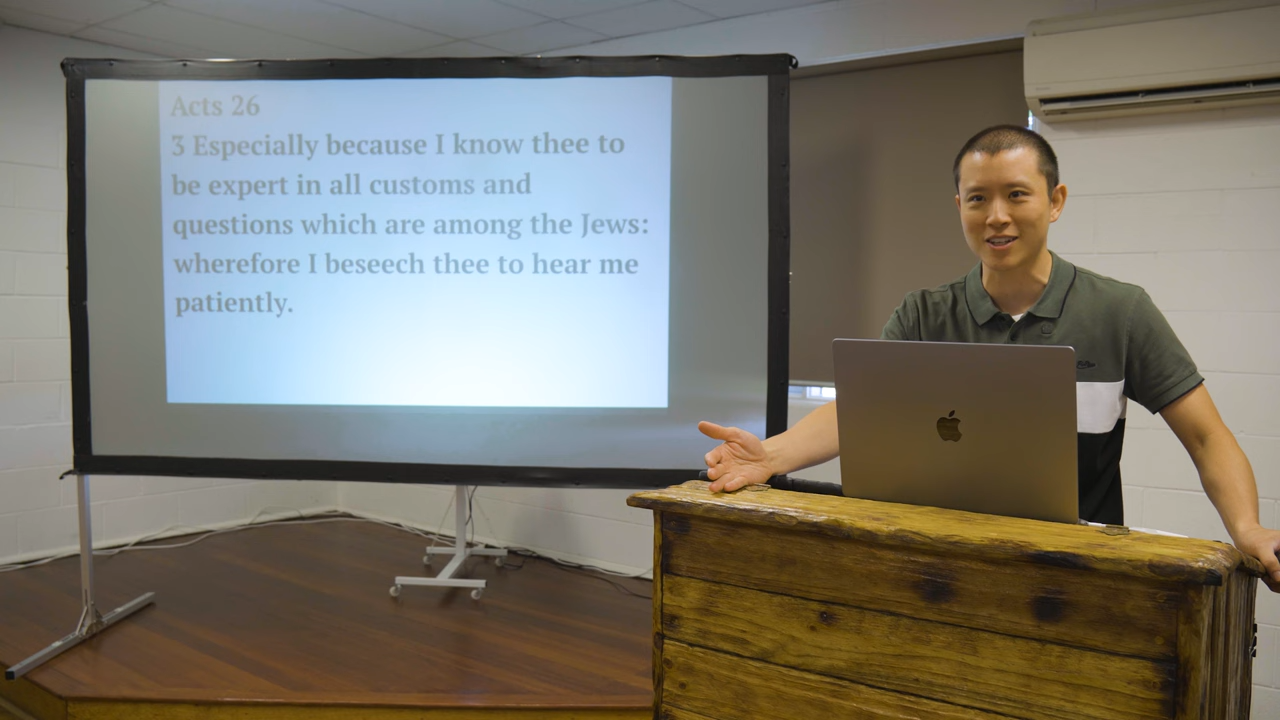 Acts 26
3 Especially because I know thee to
be expert in all customs and
questions which are among the Jews:
wherefore I beseech thee to hear me
patiently.